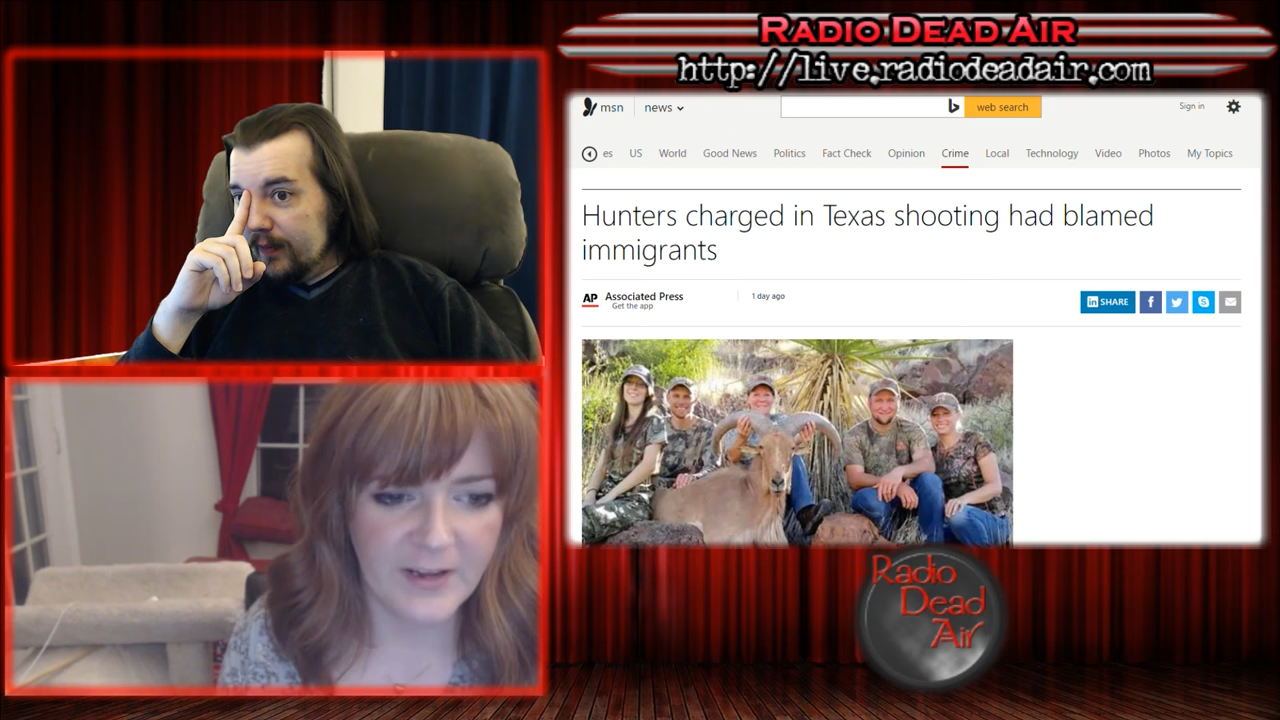 RADIO DEAD AIR
http://live.radiodeadair.com
msn news web search Sign in
es US World Good News Politics Fact Check Opinion Crime Local Technology Video Photos My Topics
Hunters charged in Texas shooting had blamed
immigrants
AP Associated Press 1 day ago
Get the app
in SHARE
Radio
Dead
Air